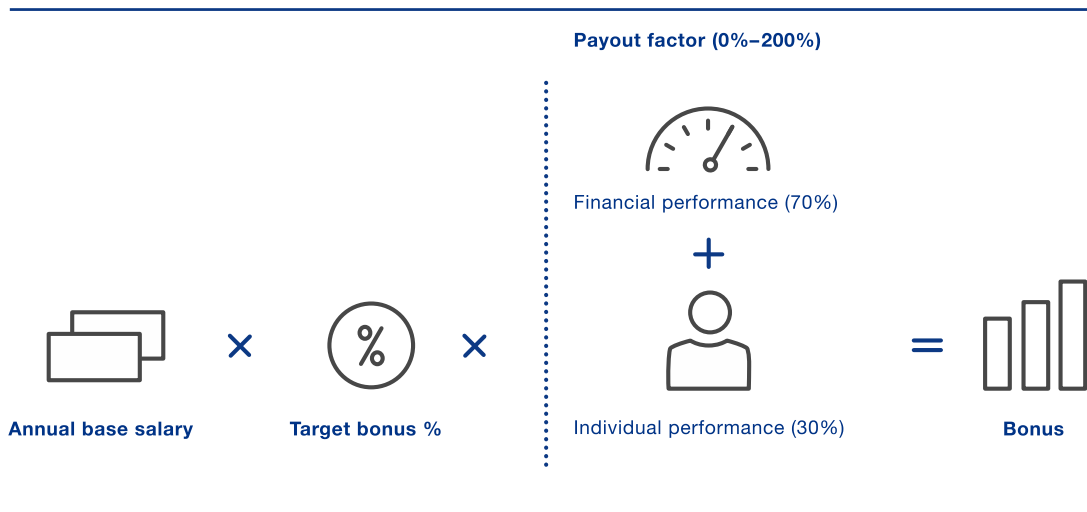 Payout factor (0%–200%)
Financial performance (70%)
+
Annual base salary
×
%
Target bonus %
×
Individual performance (30%)
=
Bonus